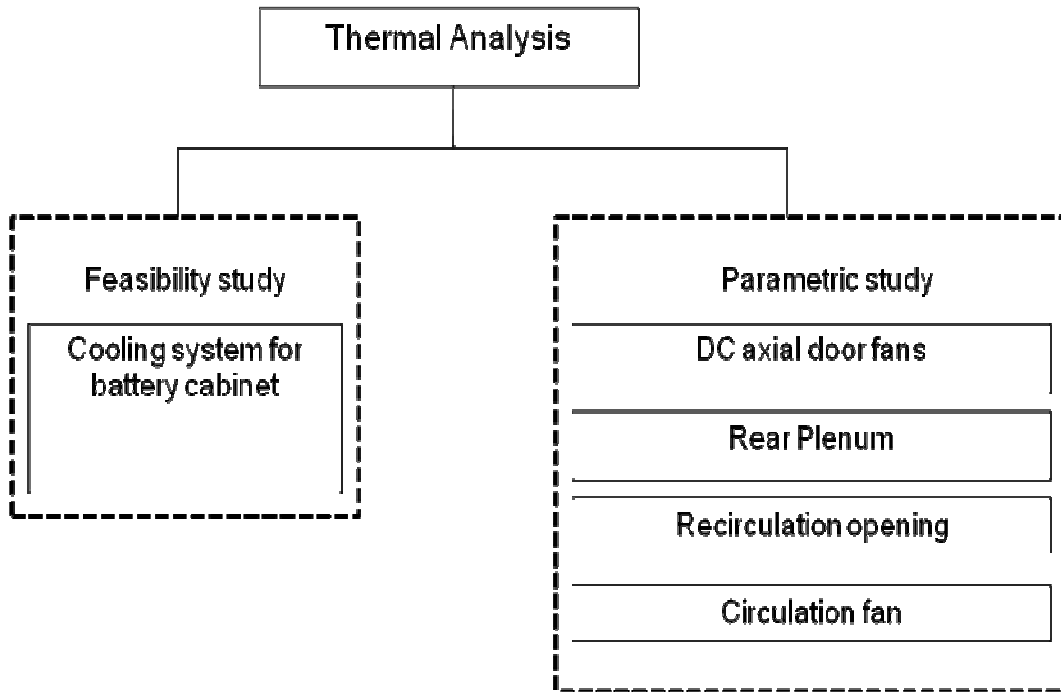 Thermal Analysis
Feasibility study
Cooling system for
battery cabinet
Parametric study
DC axial door fans
Rear Plenum
Recirculation opening
Circulation fan